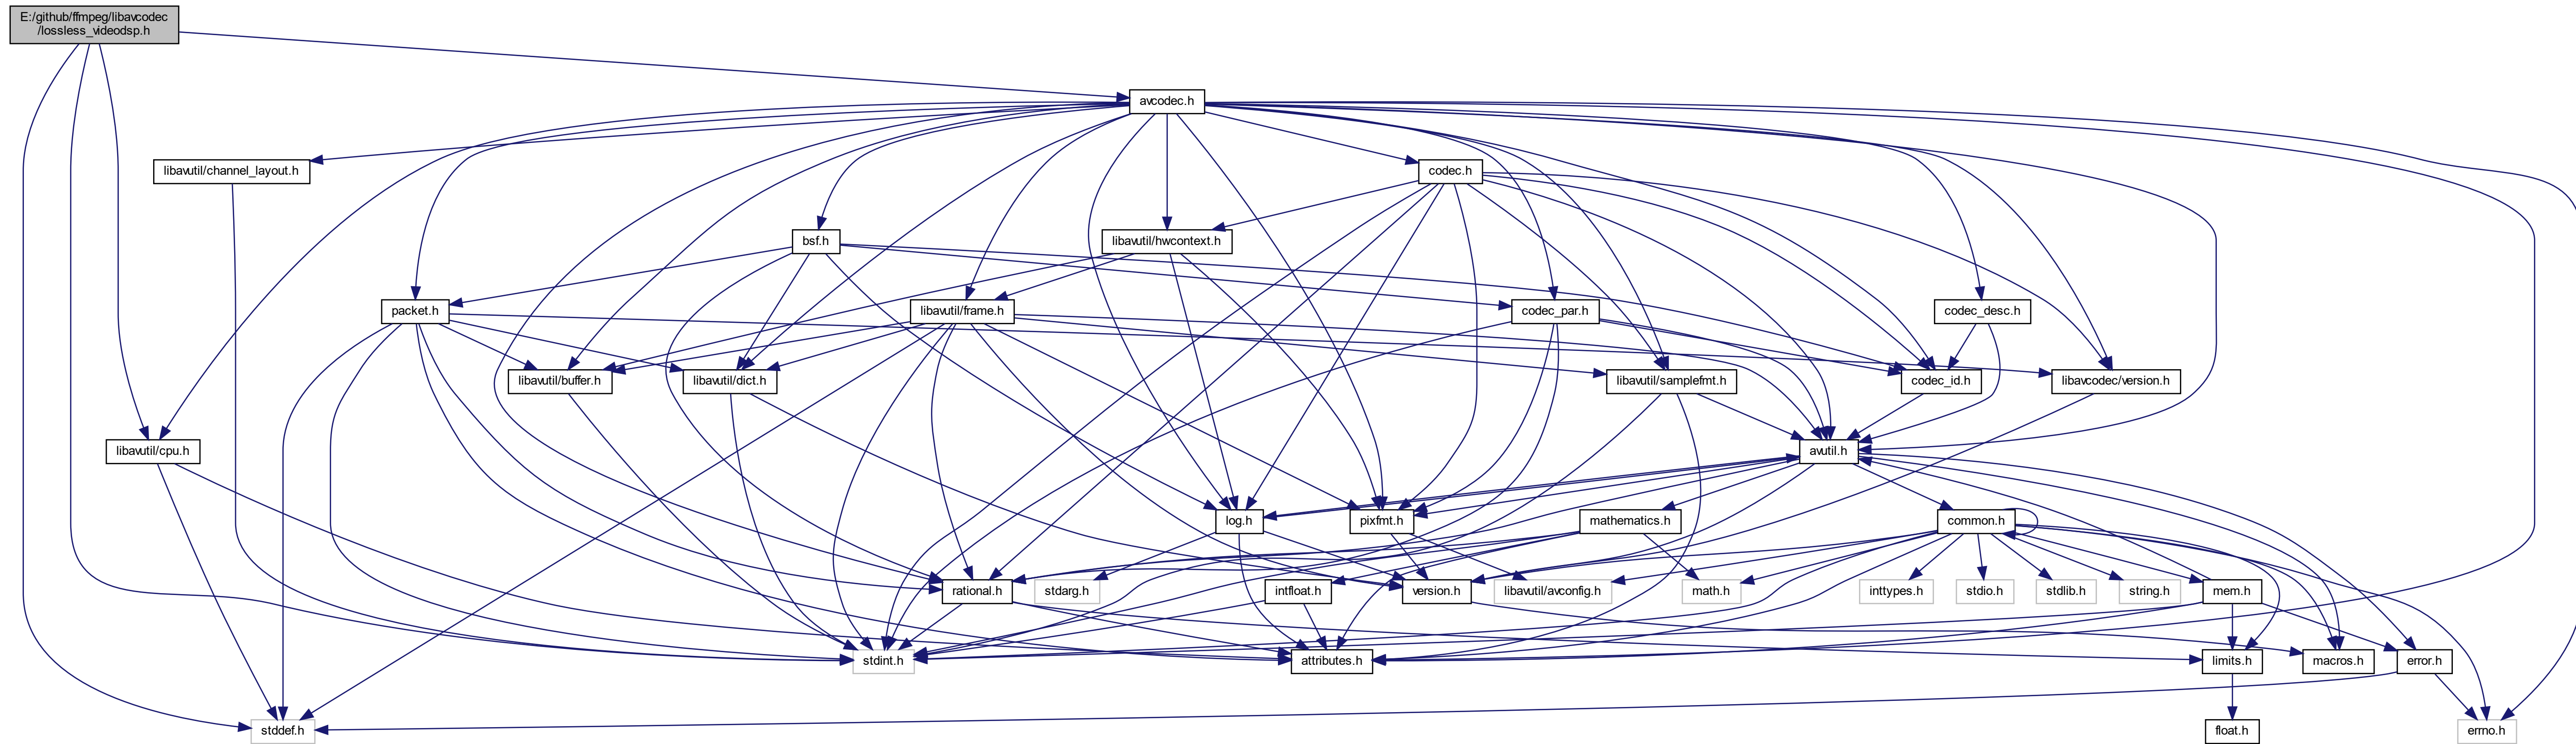 E:/github/ffmpeg/libavcodec
/lossless_videodsp.h
avcodec.h
libavutil/channel_layout.h
codec.h
bsf.h
libavutil/hwcontext.h
packet.h
libavutil/frame.h
codec_par.h
codec_desc.h
libavutil/buffer.h
libavutil/dict.h
libavutil/samplefmt.h
codec_id.h
libavcodec/version.h
libavutil/cpu.h
avutil.h
log.h
pixfmt.h
mathematics.h
common.h
rational.h
stdarg.h
intfloat.h
version.h
libavutil/avconfig.h
math.h
inttypes.h
stdio.h
stdlib.h
string.h
mem.h
stdint.h
attributes.h
limits.h
macros.h
error.h
stddef.h
float.h
errno.h